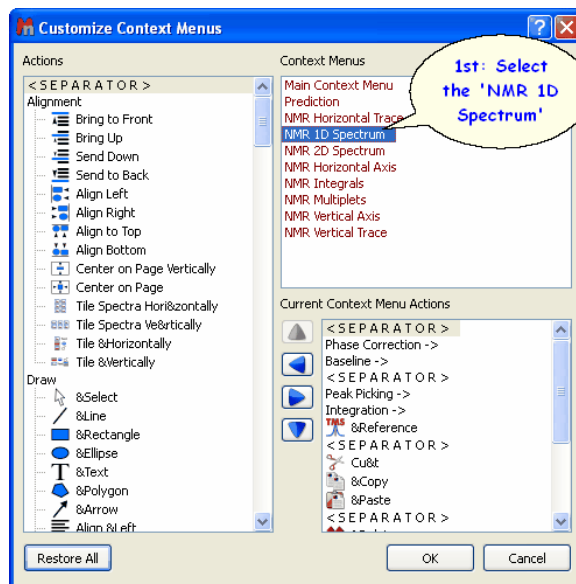 Customize Context Menus
Actions
<SEPARATOR>
Alignment
Bring to Front
Bring Up
Send Down
Send to Back
Align Left
Align Right
Align to Top
Align Bottom
Center on Page Vertically
Center on Page
Tile Spectra Hori&zontally
Tile Spectra Ve&rtically
Tile &Horizontally
Tile &Vertically
Draw
&Select
&Line
&Rectangle
&Ellipse
&Text
&Polygon
&Arrow
Align &Left
Context Menus
Main Context Menu
Prediction
NMR Horizontal Trace
NMR 1D Spectrum
NMR 2D Spectrum
NMR Horizontal Axis
NMR Integrals
NMR Multiplets
NMR Vertical Axis
NMR Vertical Trace
1st: Select
the 'NMR 1D
Spectrum'
Current Context Menu Actions
<SEPARATOR>
Phase Correction ->
Baseline ->
<SEPARATOR>
Peak Picking ->
Integration ->
TMS &Reference
<SEPARATOR>
Cu&t
&Copy
&Paste
<SEPARATOR>
Restore All
OK
Cancel